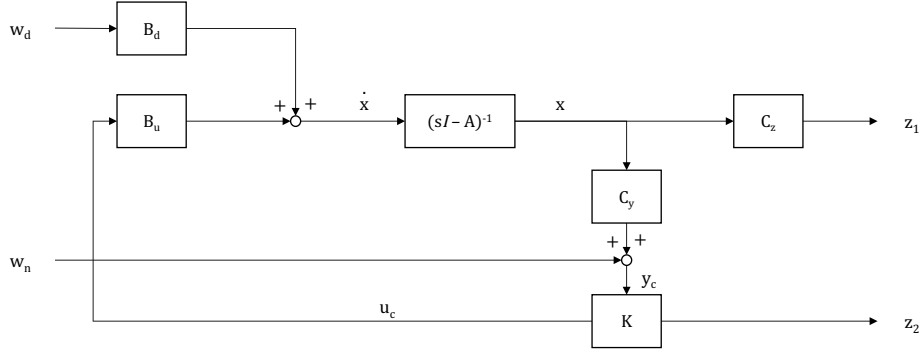 w_d
B_d
+ +
ẋ
x
B_u
(sI – A)⁻¹
C_z
z_1
C_y
+ +
w_n
y_c
u_c
K
z_2